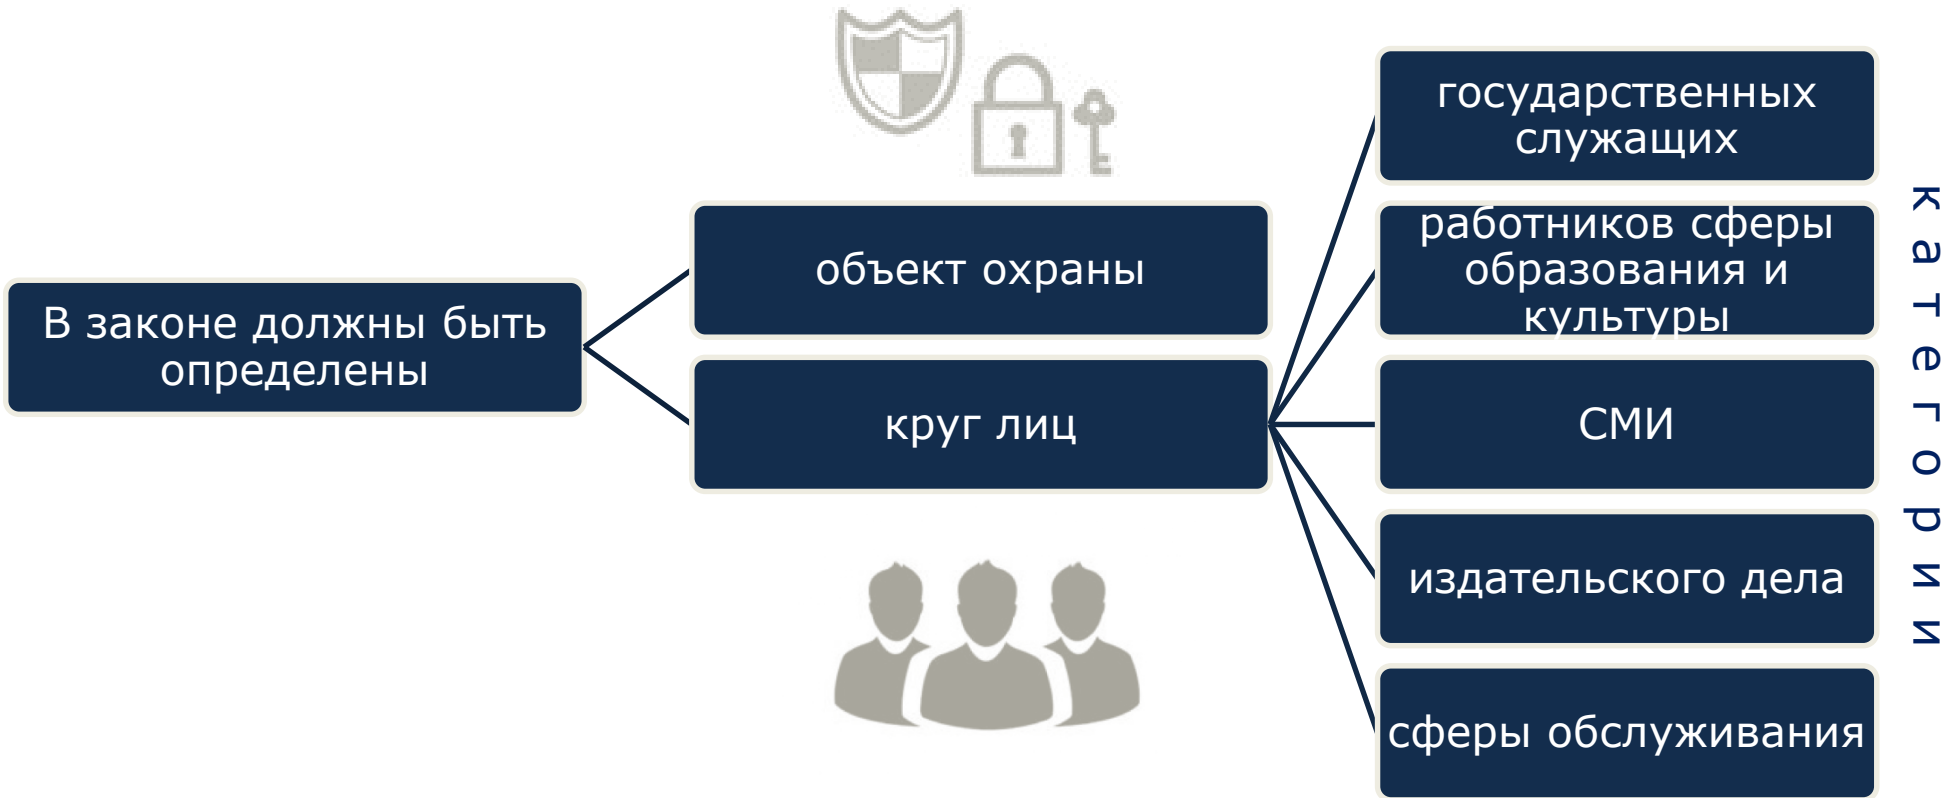 В законе должны быть
определены
объект охраны
круг лиц
государственных
служащих
работников сферы
образования и
культуры
СМИ
издательского дела
сферы обслуживания
категории